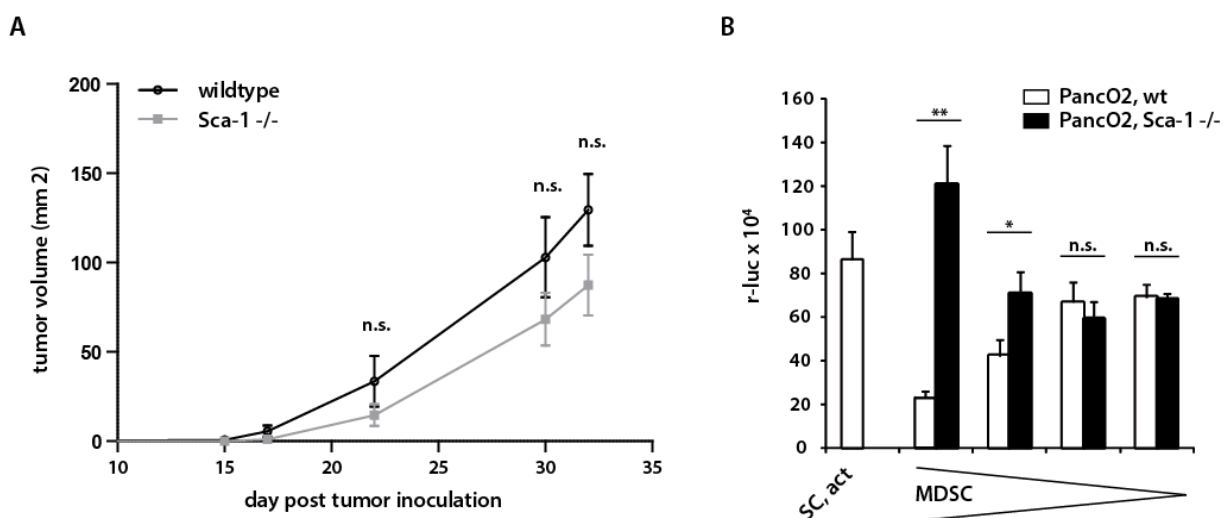 A
B
200
150
100
50
0
10
15
20
25
30
35
tumor volume (mm 2)
day post tumor inoculation
wildtype
Sca-1 -/-
n.s.
n.s.
n.s.
160
140
120
100
80
60
40
20
0
r-luc x 10⁴
PancO2, wt
PancO2, Sca-1 -/-
**
*
n.s.
n.s.
SC, act
MDSC